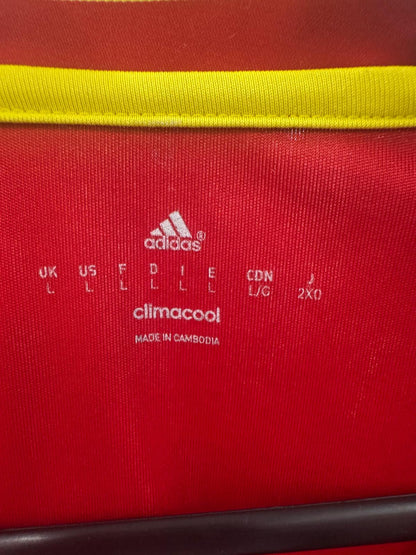 adidas®
UK US F D I E CDN J
L L L L L L L/G 2XO
climacool
MADE IN CAMBODIA